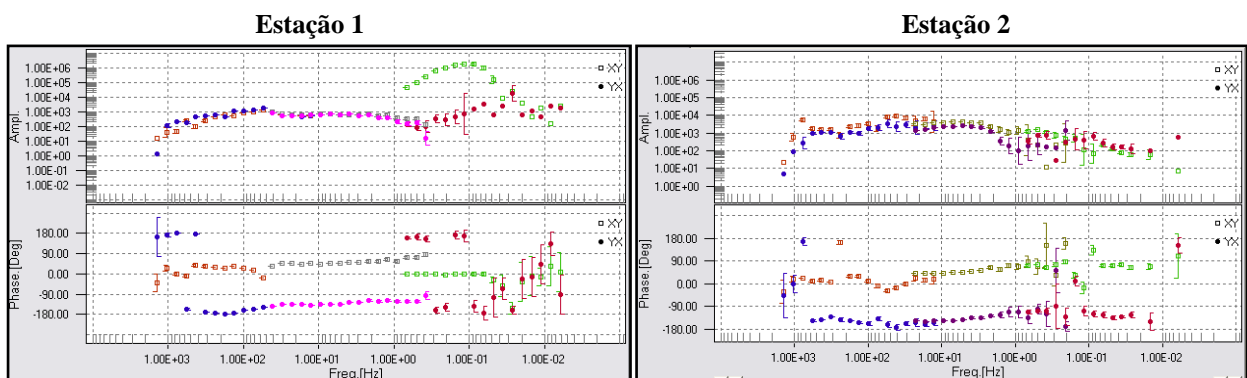 Estação 1
Estação 2
Ampl.
1.00E+06
1.00E+05
1.00E+04
1.00E+03
1.00E+02
1.00E+01
1.00E+00
1.00E-01
1.00E-02
XY
YX
Phase.[Deg]
180.00
90.00
0.00
-90.00
-180.00
XY
YX
1.00E+03
1.00E+02
1.00E+01
1.00E+00
1.00E-01
1.00E-02
Freq.[Hz]
Ampl.
1.00E+06
1.00E+05
1.00E+04
1.00E+03
1.00E+02
1.00E+01
1.00E+00
XY
YX
Phase.[Deg]
180.00
90.00
0.00
-90.00
-180.00
XY
YX
1.00E+03
1.00E+02
1.00E+01
1.00E+00
1.00E-01
1.00E-02
Freq.[Hz]